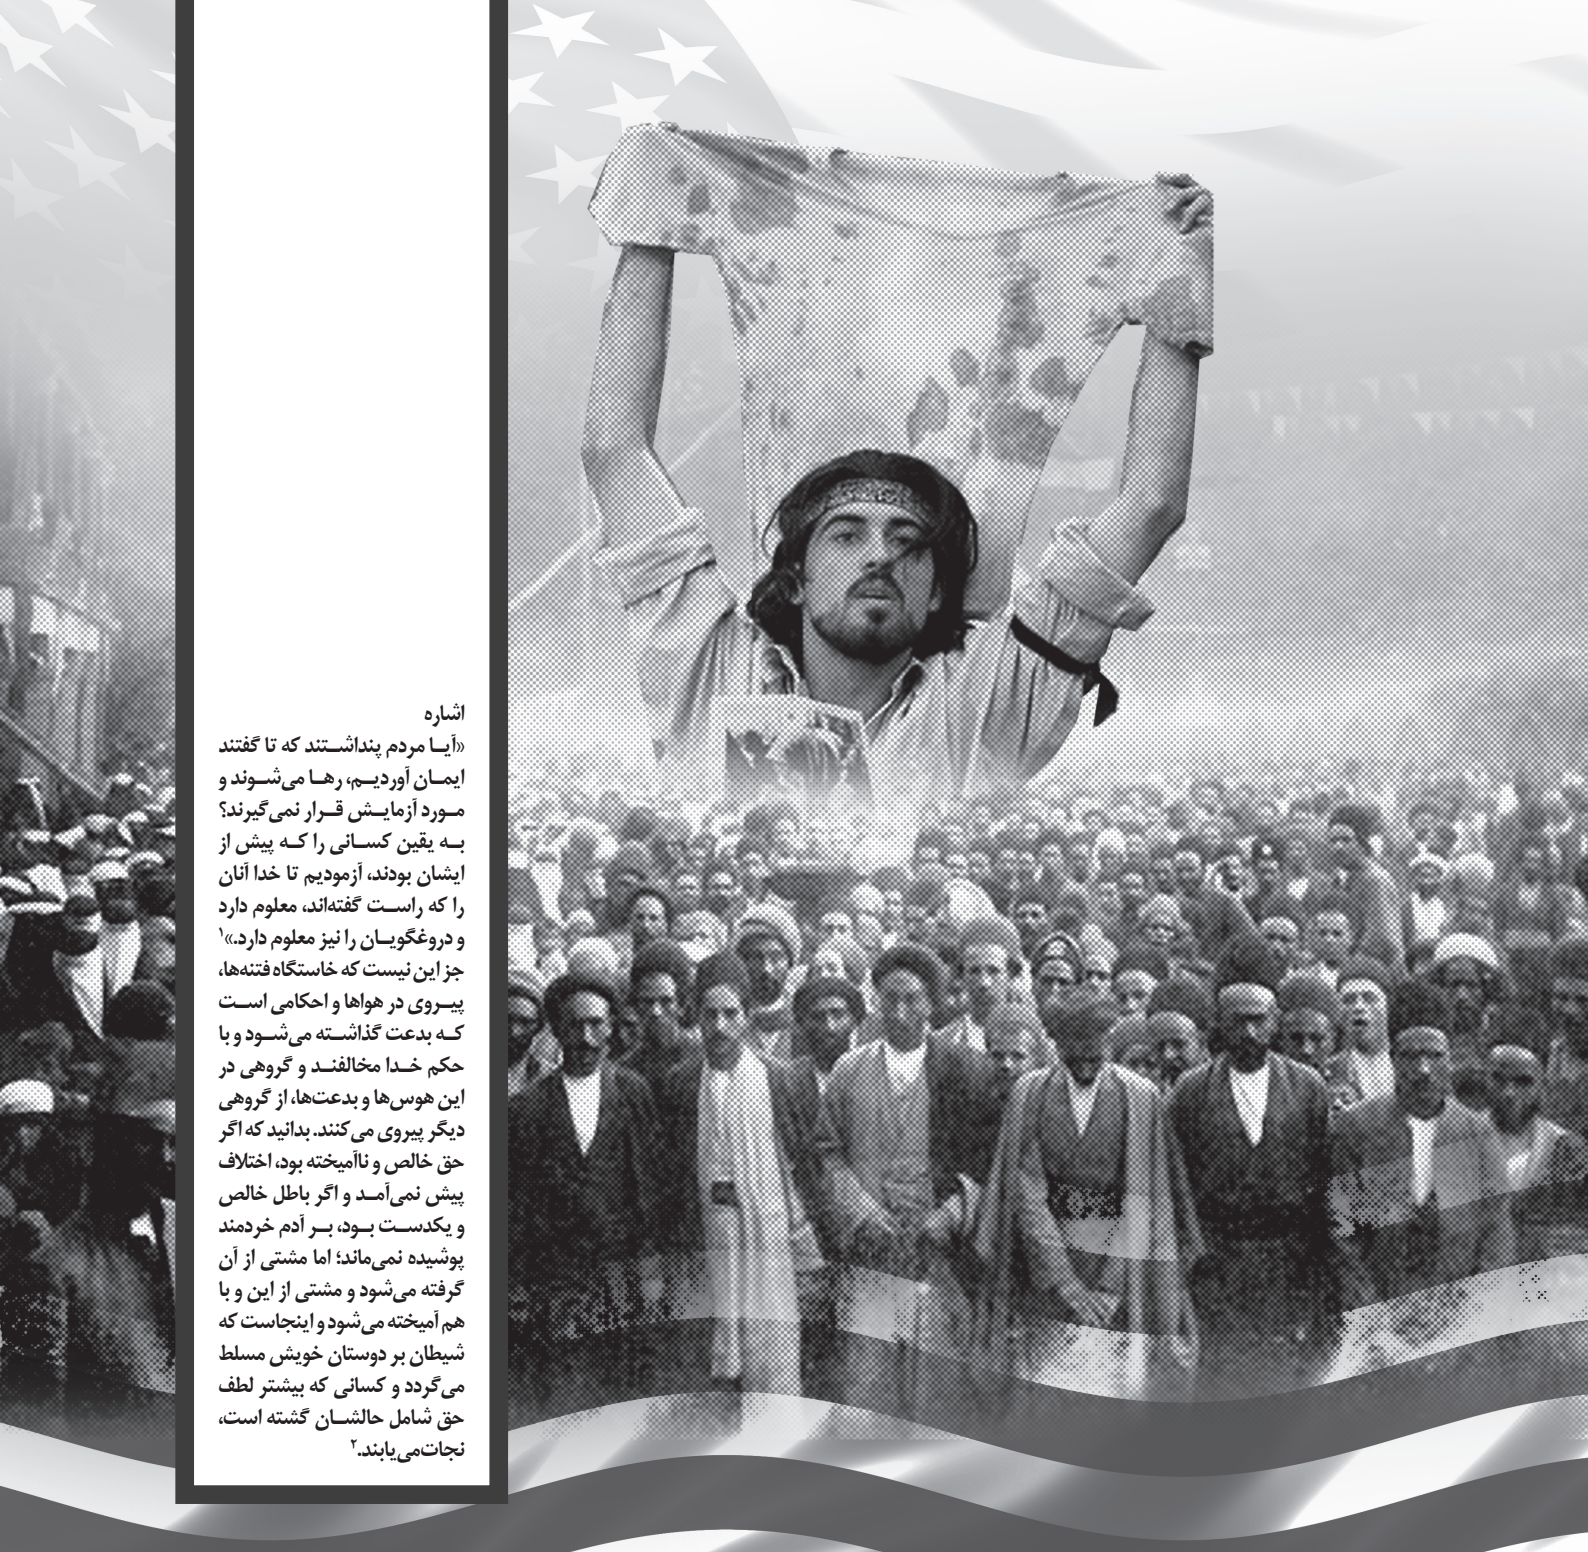 اشاره
«آیا مردم پنداشتند که تا گفتند
ایمان آوردیم، رها می‌شوند و
مورد آزمایش قرار نمی‌گیرند؟
به یقین کسانی را که پیش از
ایشان بودند، آزمودیم تا خدا آنان
را که راست گفته‌اند، معلوم دارد
و دروغگویان را نیز معلوم دارد.»۱
جز این نیست که خاستگاه فتنه‌ها،
پیروی در هواها و احکامی است
که بدعت گذاشته می‌شود و با
حکم خدا مخالفند و گروهی در
این هوس‌ها و بدعت‌ها، از گروهی
دیگر پیروی می‌کنند. بدانید که اگر
حق خالص و ناآمیخته بود، اختلاف
پیش نمی‌آمد و اگر باطل خالص
و یکدست بود، بر آدم خردمند
پوشیده نمی‌ماند؛ اما مشتی از آن
گرفته می‌شود و مشتی از این و با
هم آمیخته می‌شود و اینجاست که
شیطان بر دوستان خویش مسلط
می‌گردد و کسانی که بیشتر لطف
حق شامل حالشان گشته است،
نجات‌می‌یابند.۲